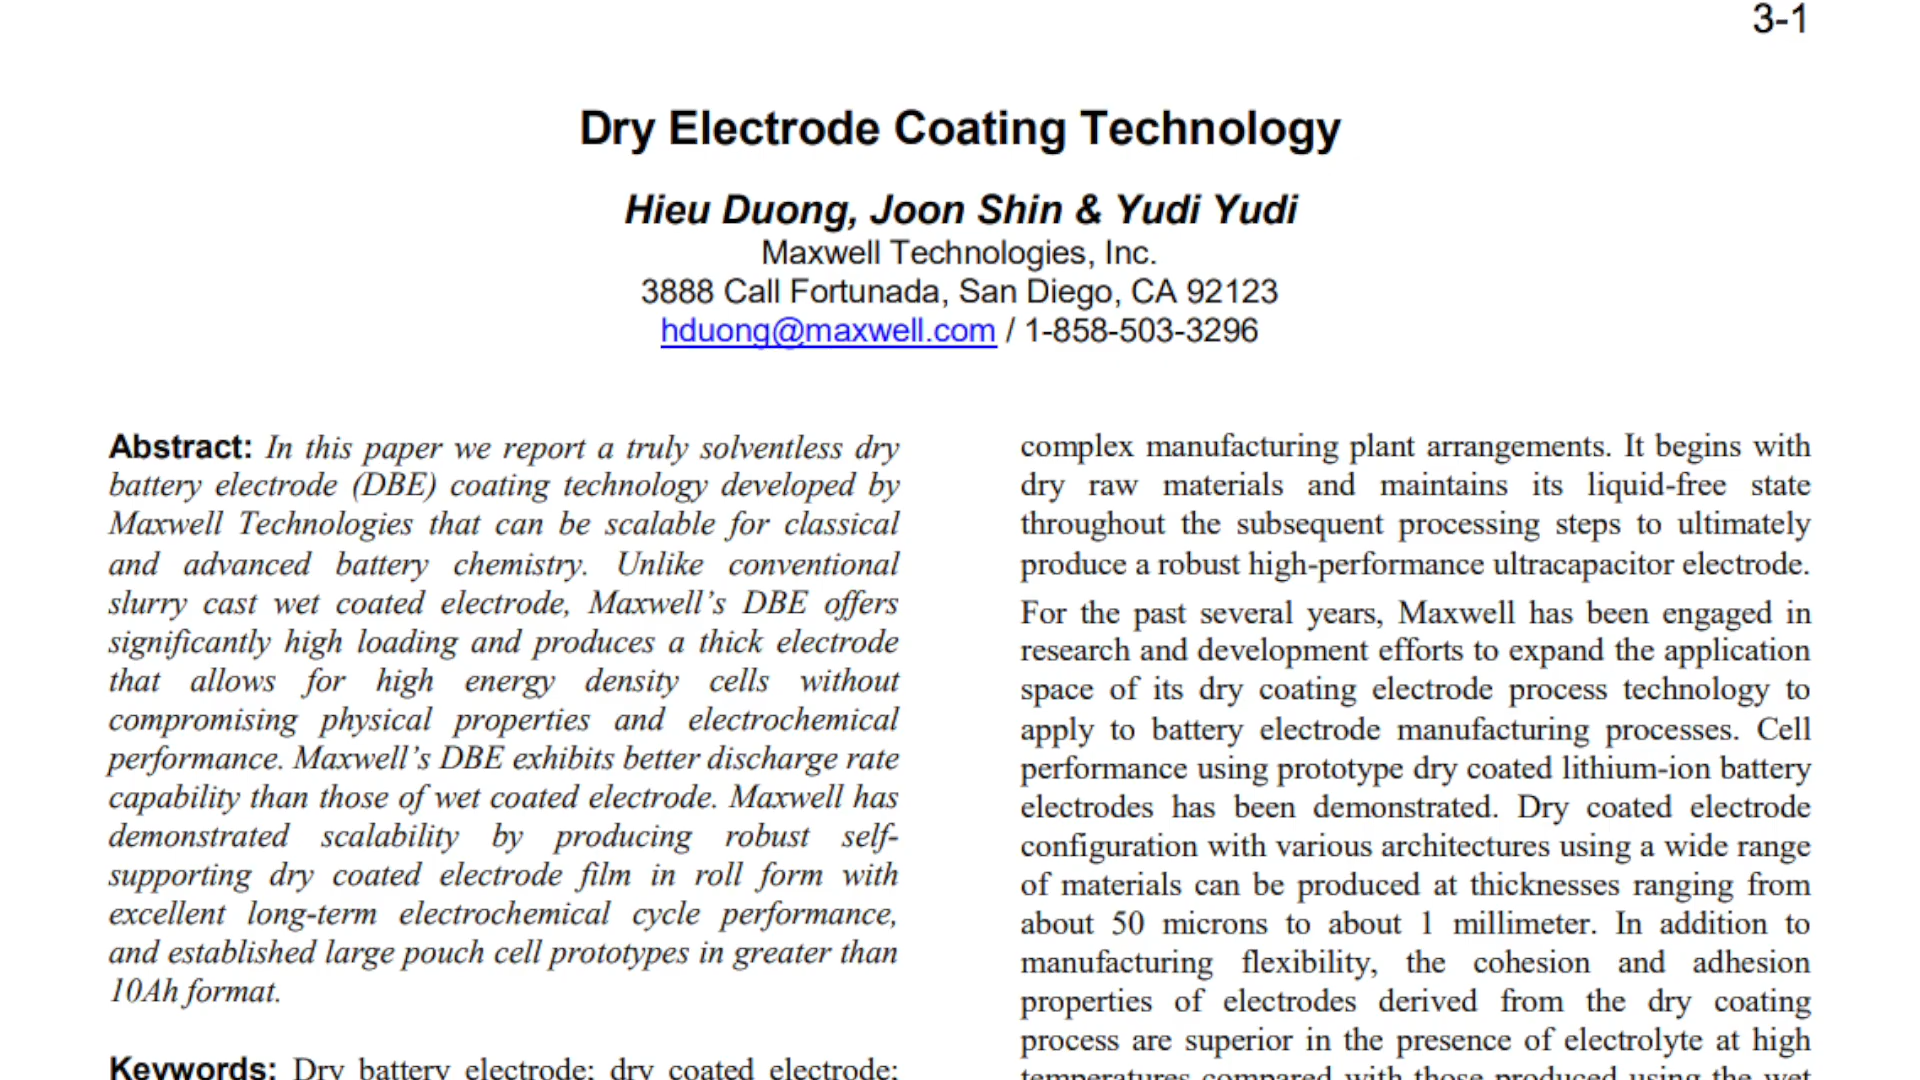 3-1
Dry Electrode Coating Technology
Hieu Duong, Joon Shin & Yudi Yudi
Maxwell Technologies, Inc.
3888 Call Fortunada, San Diego, CA 92123
hduong@maxwell.com / 1-858-503-3296
Abstract: In this paper we report a truly solventless dry
battery electrode (DBE) coating technology developed by
Maxwell Technologies that can be scalable for classical
and advanced battery chemistry. Unlike conventional
slurry cast wet coated electrode, Maxwell's DBE offers
significantly high loading and produces a thick electrode
that allows for high energy density cells without
compromising physical properties and electrochemical
performance. Maxwell's DBE exhibits better discharge rate
capability than those of wet coated electrode. Maxwell has
demonstrated scalability by producing robust self-
supporting dry coated electrode film in roll form with
excellent long-term electrochemical cycle performance,
and established large pouch cell prototypes in greater than
10Ah format.
Keywords: Dry battery electrode; dry coated electrode;
complex manufacturing plant arrangements. It begins with
dry raw materials and maintains its liquid-free state
throughout the subsequent processing steps to ultimately
produce a robust high-performance ultracapacitor electrode.
For the past several years, Maxwell has been engaged in
research and development efforts to expand the application
space of its dry coating electrode process technology to
apply to battery electrode manufacturing processes. Cell
performance using prototype dry coated lithium-ion battery
electrodes has been demonstrated. Dry coated electrode
configuration with various architectures using a wide range
of materials can be produced at thicknesses ranging from
about 50 microns to about 1 millimeter. In addition to
manufacturing flexibility, the cohesion and adhesion
properties of electrodes derived from the dry coating
process are superior in the presence of electrolyte at high
temperatures compared with those produced using the wet